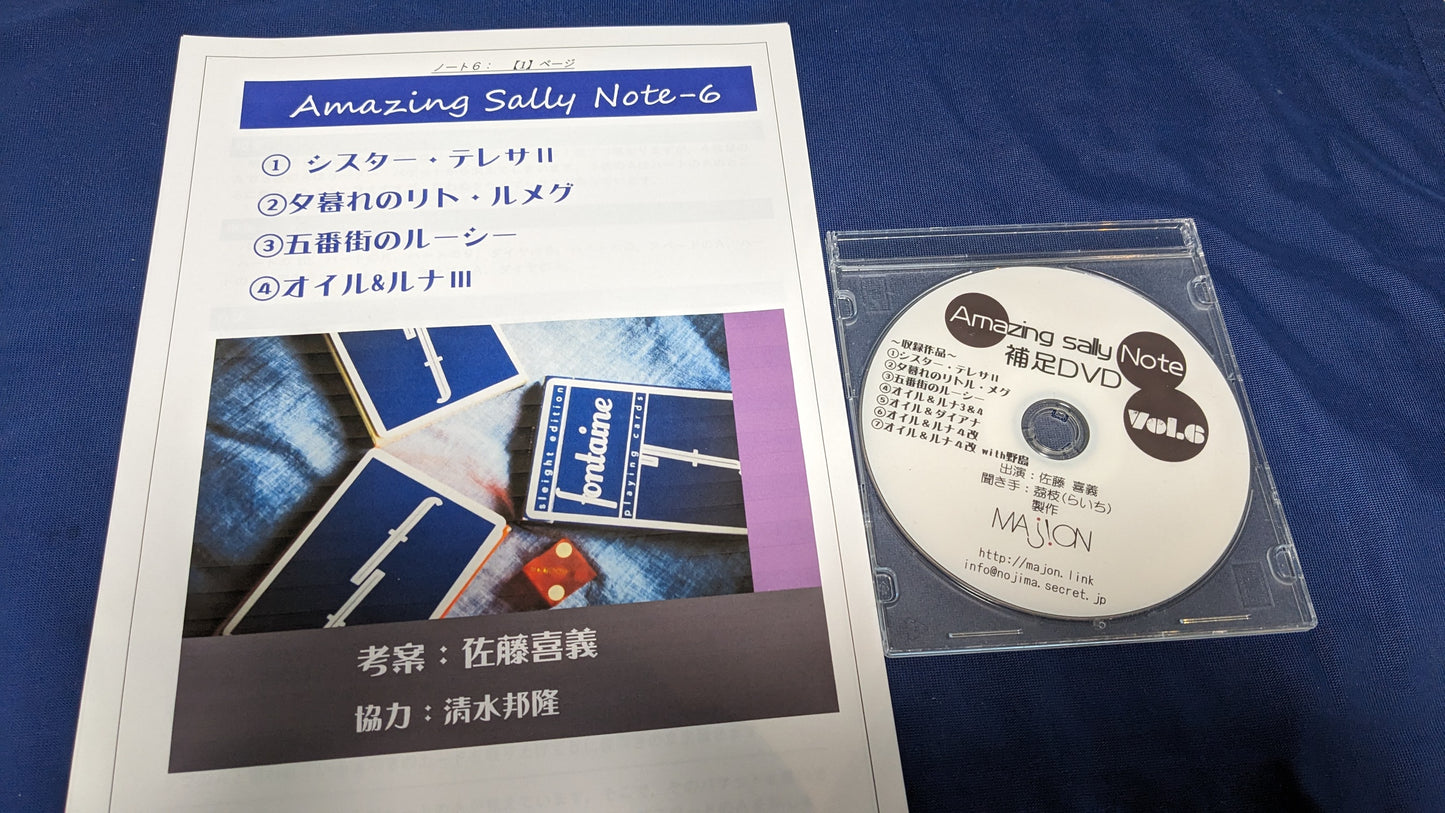 ノート６： 【1】ページ
Amazing Sally Note-6
① シスター・テレサⅡ
②夕暮れのリト・ルメグ
③五番街のルーシー
④オイル&ルナⅢ
sleight edition
fontaine
playing cards
考案：佐藤喜義
協力：清水邦隆
Amazing sally Note
補足DVD
Vol.6
～収録作品～
①シスター・テレサⅡ
②夕暮れのリトル・メグ
③五番街のルーシー
④オイル＆ルナ3＆4
⑤オイル＆ダイアナ
⑥オイル＆ルナ４改
⑦オイル＆ルナ４改 with野島
出演：佐藤 喜義
聞き手：荔枝(らいち)
製作
MAj!ON
http://majon.link
info@nojima.secret.jp